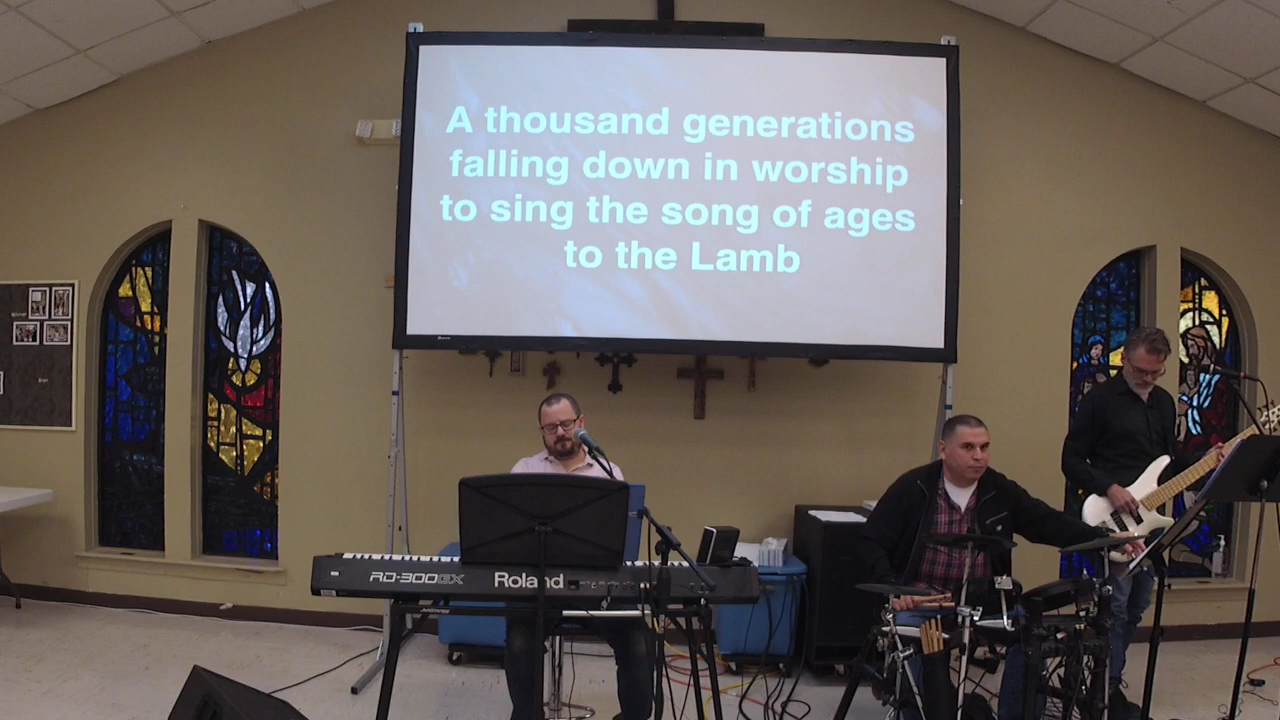 A thousand generations
falling down in worship
to sing the song of ages
to the Lamb
RD-300GX
Roland